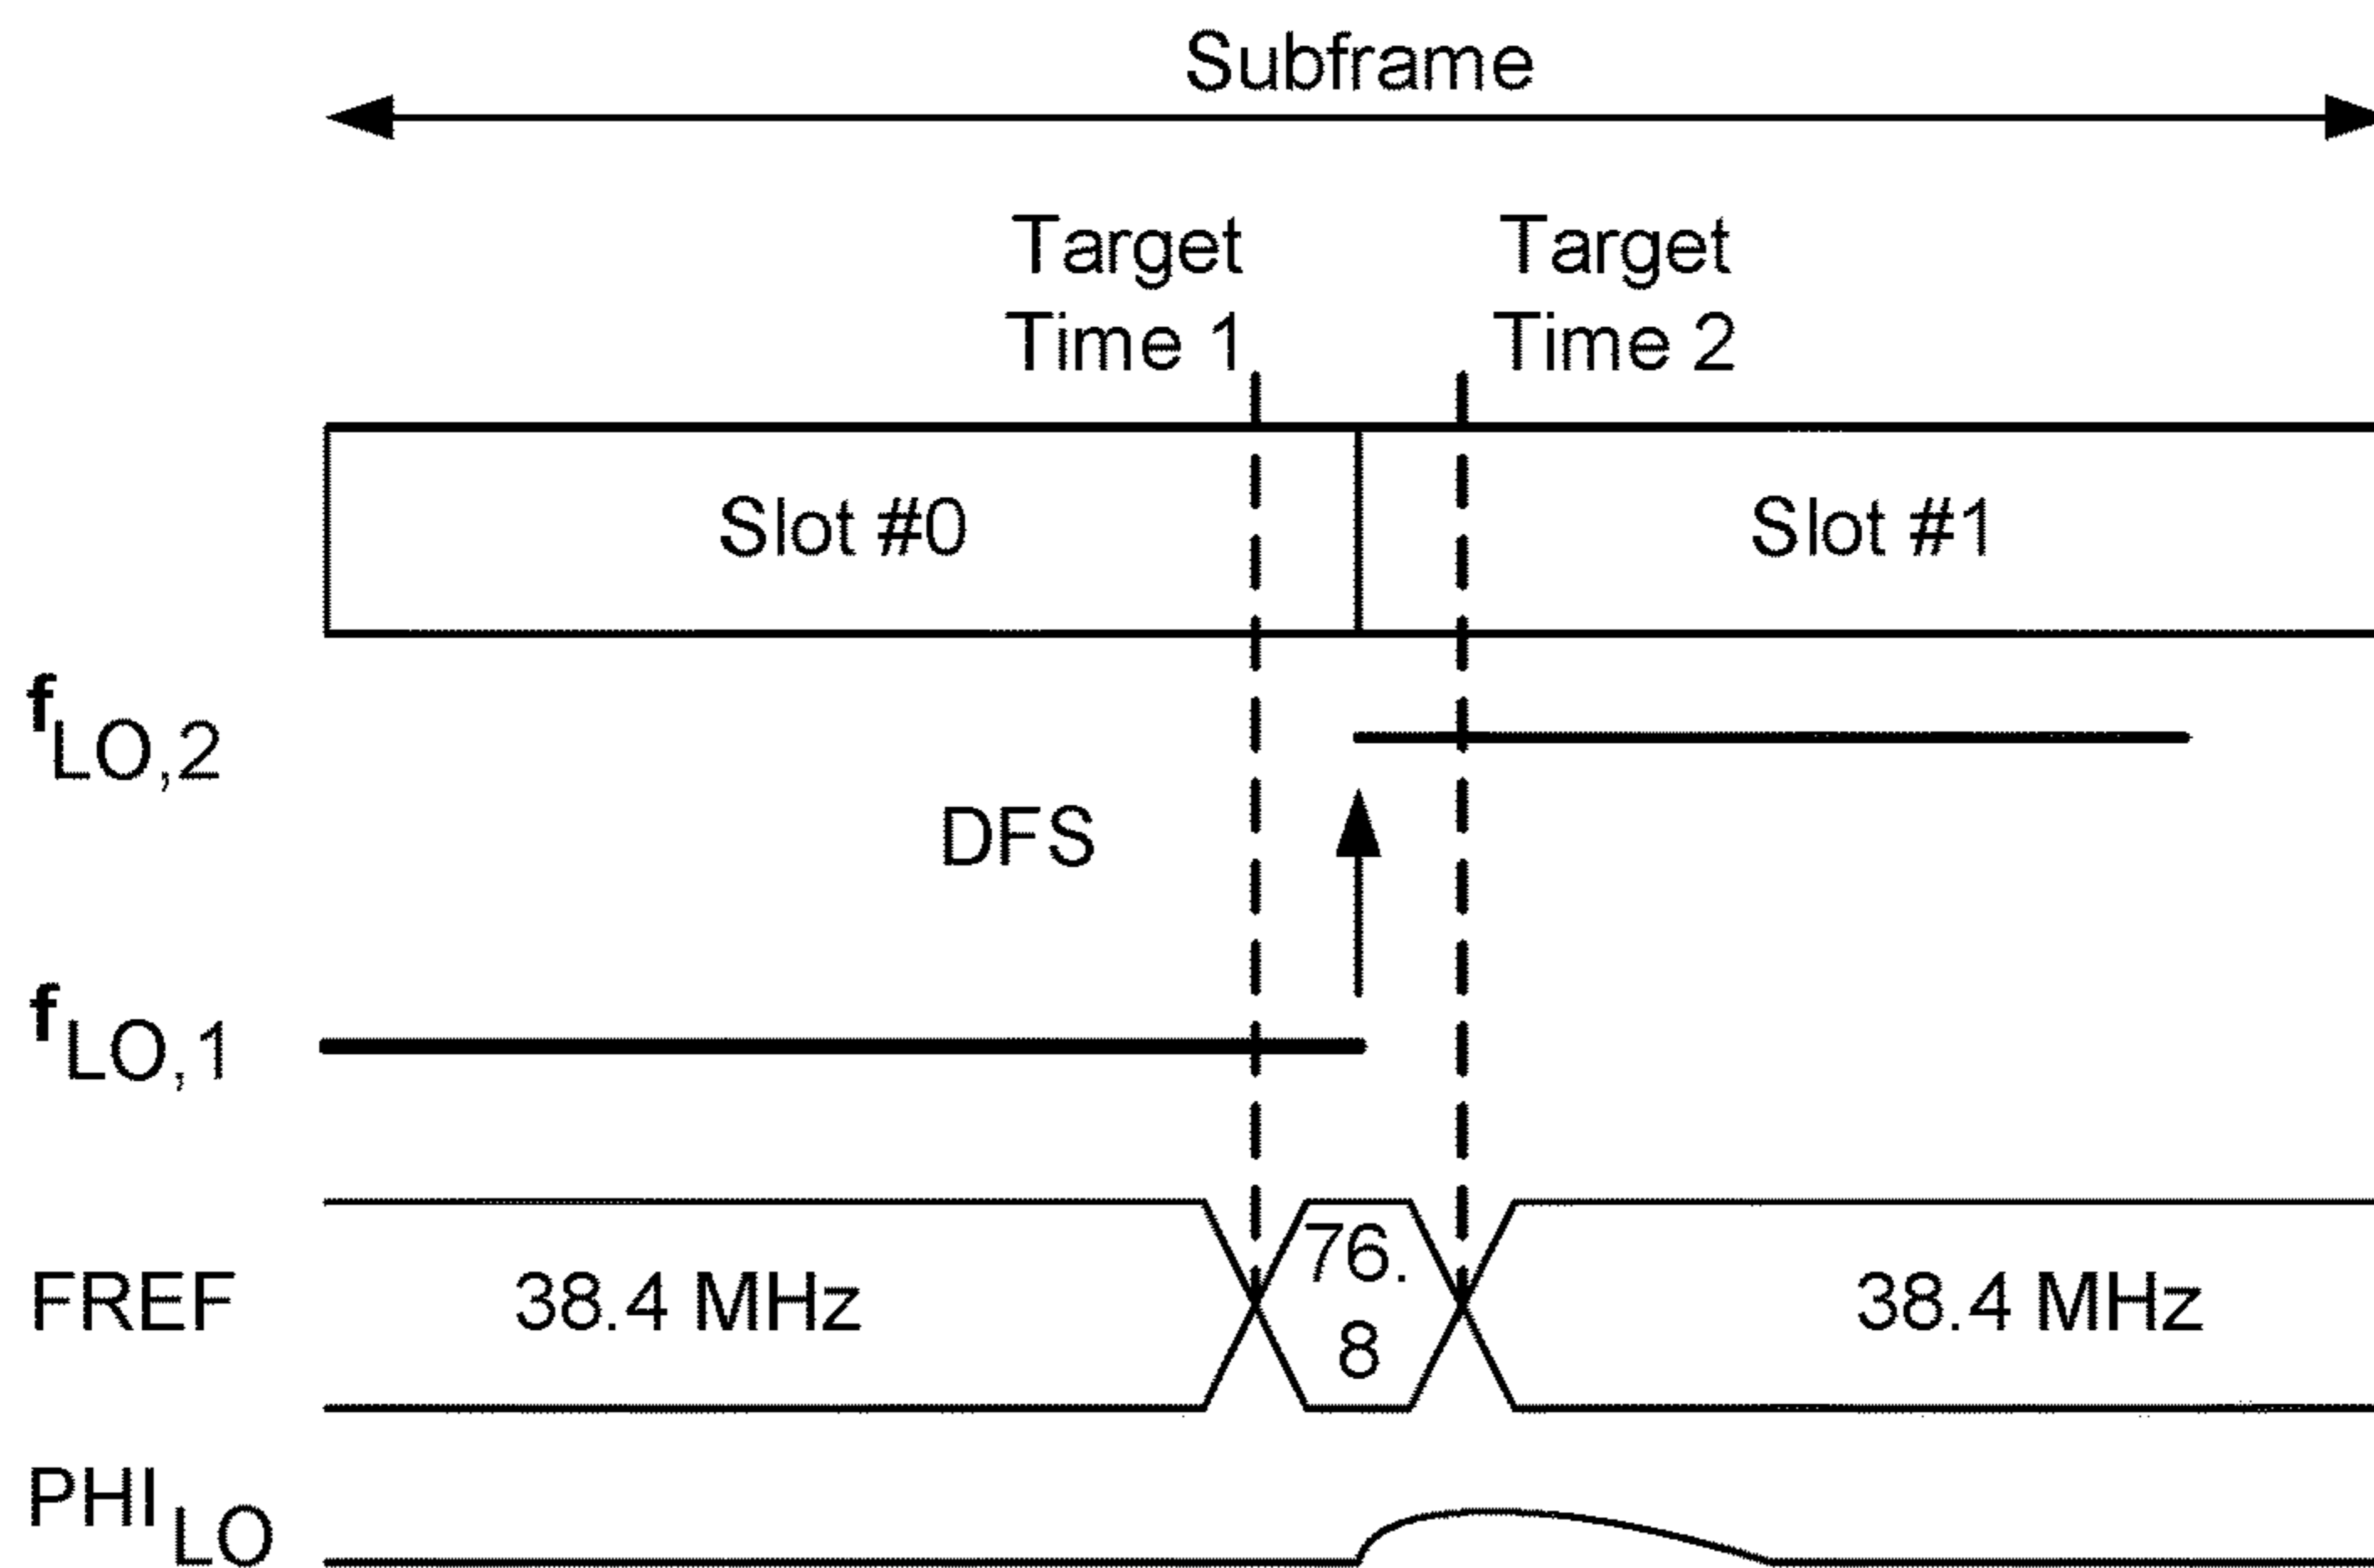 Subframe
Target Time 1
Target Time 2
Slot #0
Slot #1
fLO,2
DFS
fLO,1
FREF
38.4 MHz
76.8
38.4 MHz
PHILO